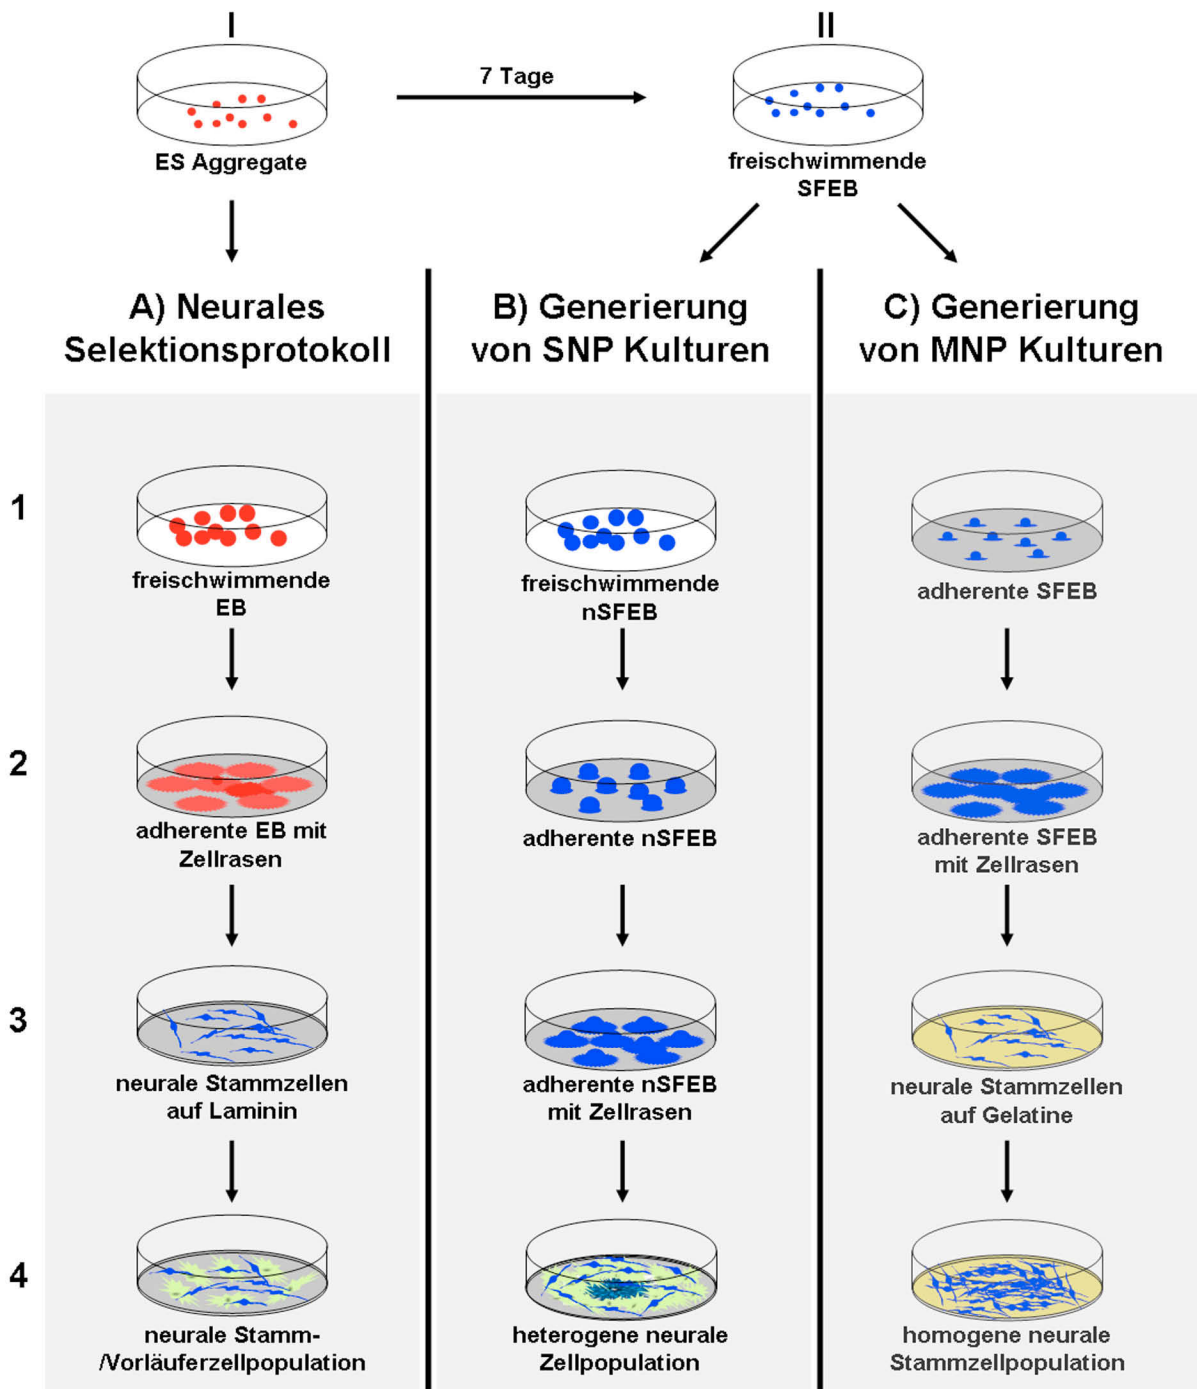 I
II
7 Tage
ES Aggregate
freischwimmende
SFEB
A) Neurales
Selektionsprotokoll
B) Generierung
von SNP Kulturen
C) Generierung
von MNP Kulturen
1
freischwimmende
EB
freischwimmende
nSFEB
adherente SFEB
2
adherente EB mit
Zellrasen
adherente nSFEB
adherente SFEB
mit Zellrasen
3
neurale Stammzellen
auf Laminin
adherente nSFEB
mit Zellrasen
neurale Stammzellen
auf Gelatine
4
neurale Stamm-
/Vorläuferzellpopulation
heterogene neurale
Zellpopulation
homogene neurale
Stammzellpopulation